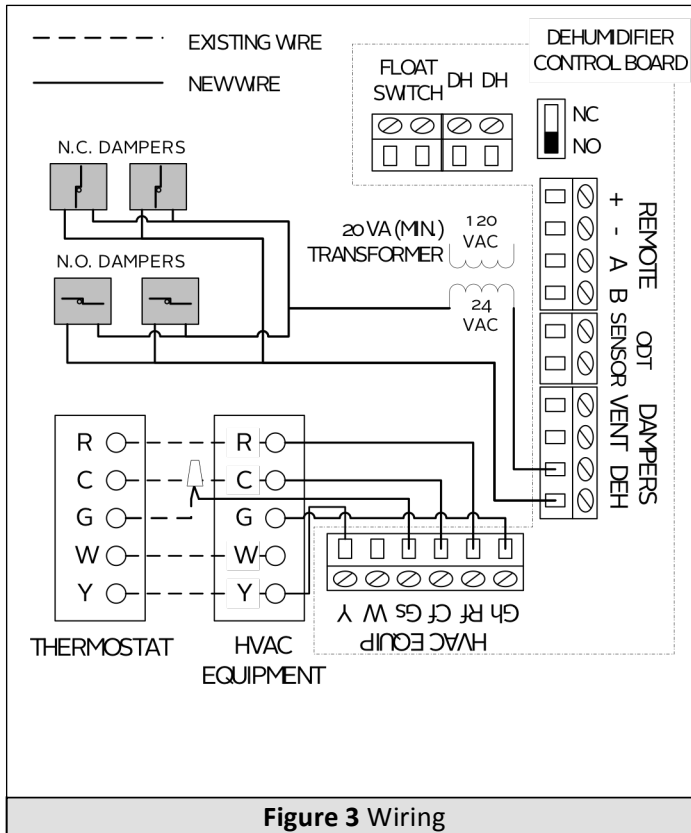 EXISTING WIRE
NEW WIRE
DEHUMIDIFIER
CONTROL BOARD
FLOAT
SWITCH
DH DH
NC
NO
N.C. DAMPERS
20 VA (MIN.)
TRANSFORMER
120
VAC
24
VAC
N.O. DAMPERS
+ - A B
REMOTE
SENSOR
ODT
VENT DEH
DAMPERS
R
C
G
W
Y
THERMOSTAT
R
C
G
W
Y
HVAC
EQUIPMENT
Gh Rf Cf Gs W Y
HVAC EQUIP
Figure 3 Wiring